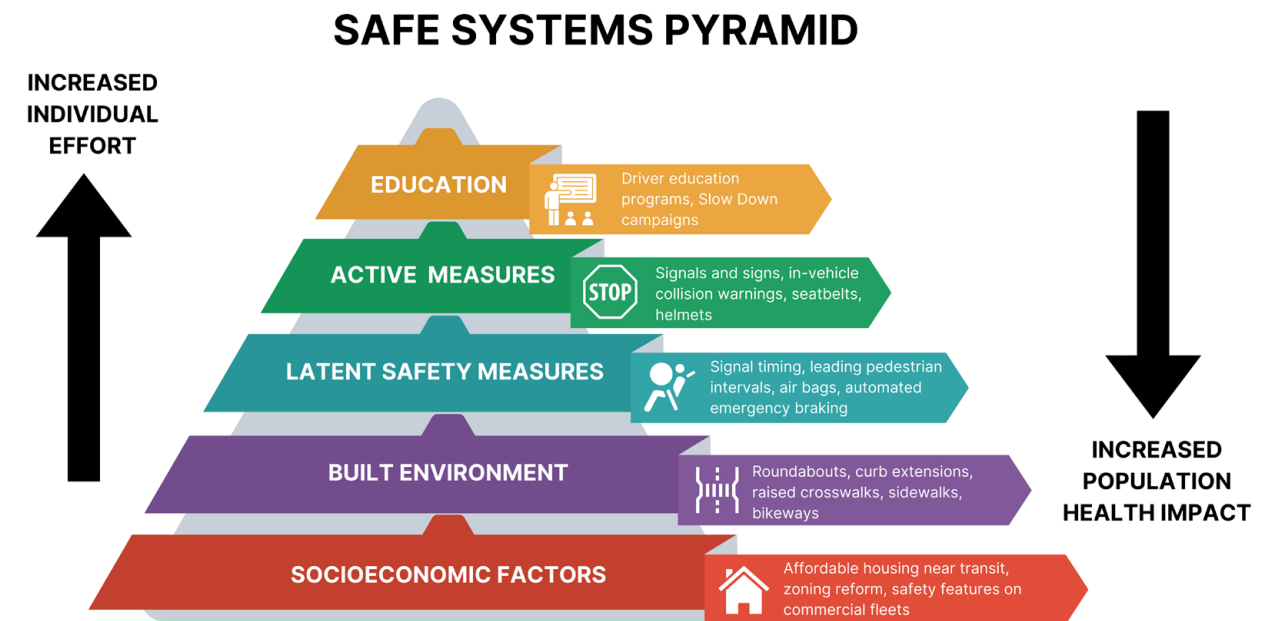 SAFE SYSTEMS PYRAMID
INCREASED
INDIVIDUAL
EFFORT
EDUCATION
Driver education
programs, Slow Down
campaigns
ACTIVE MEASURES
STOP
Signals and signs, in-vehicle
collision warnings, seatbelts,
helmets
LATENT SAFETY MEASURES
Signal timing, leading pedestrian
intervals, air bags, automated
emergency braking
BUILT ENVIRONMENT
Roundabouts, curb extensions,
raised crosswalks, sidewalks,
bikeways
SOCIOECONOMIC FACTORS
Affordable housing near transit,
zoning reform, safety features on
commercial fleets
INCREASED
POPULATION
HEALTH IMPACT